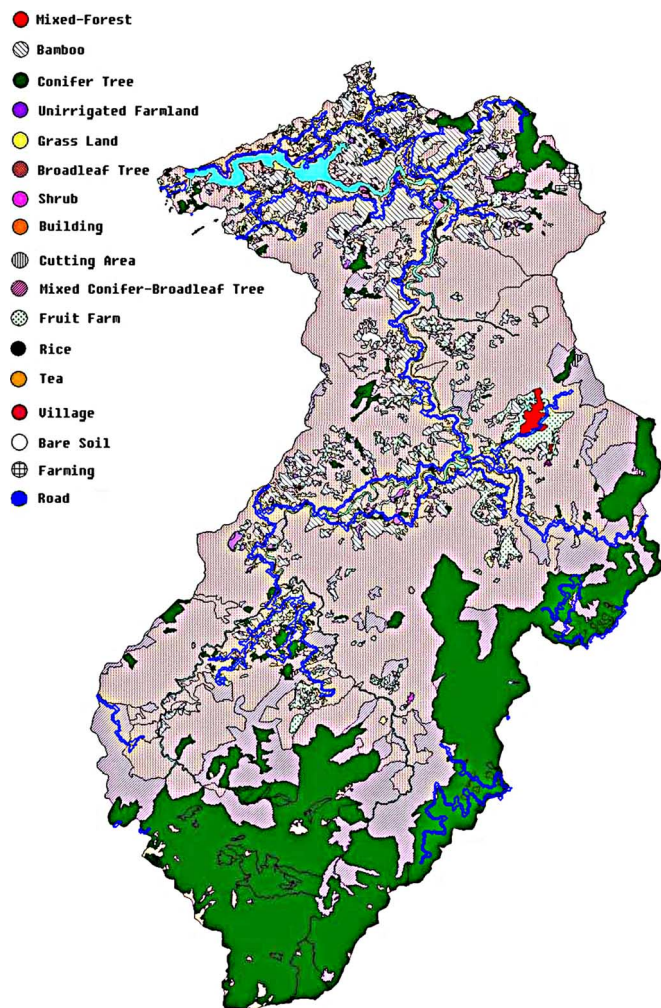 Mixed-Forest
Bamboo
Conifer Tree
Unirrigated Farmland
Grass Land
Broadleaf Tree
Shrub
Building
Cutting Area
Mixed Conifer-Broadleaf Tree
Fruit Farm
Rice
Tea
Village
Bare Soil
Farming
Road